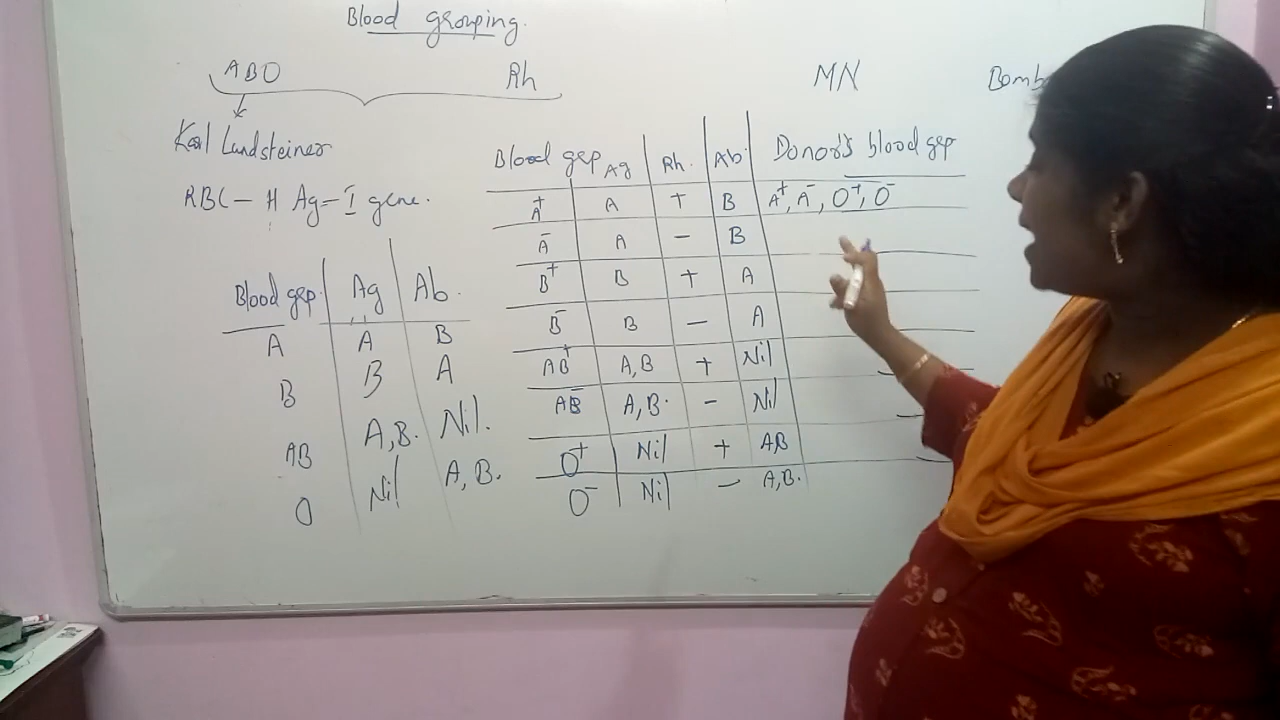 Blood grouping.
ABO Rh MN Bomb
Karl Landsteiner
RBC – H Ag – I gene.
Blood grp. Ag Ab.
A A B
B B A
AB A,B. Nil.
O Nil A, B.
Blood grp Ag Rh. Ab. Donor's blood grp
A+ A + B A+, A-, O+, O-
A- A - B
B+ B + A
B- B - A
AB+ A,B + Nil
AB- A,B. - Nil
O+ Nil + AB
O- Nil - A,B.